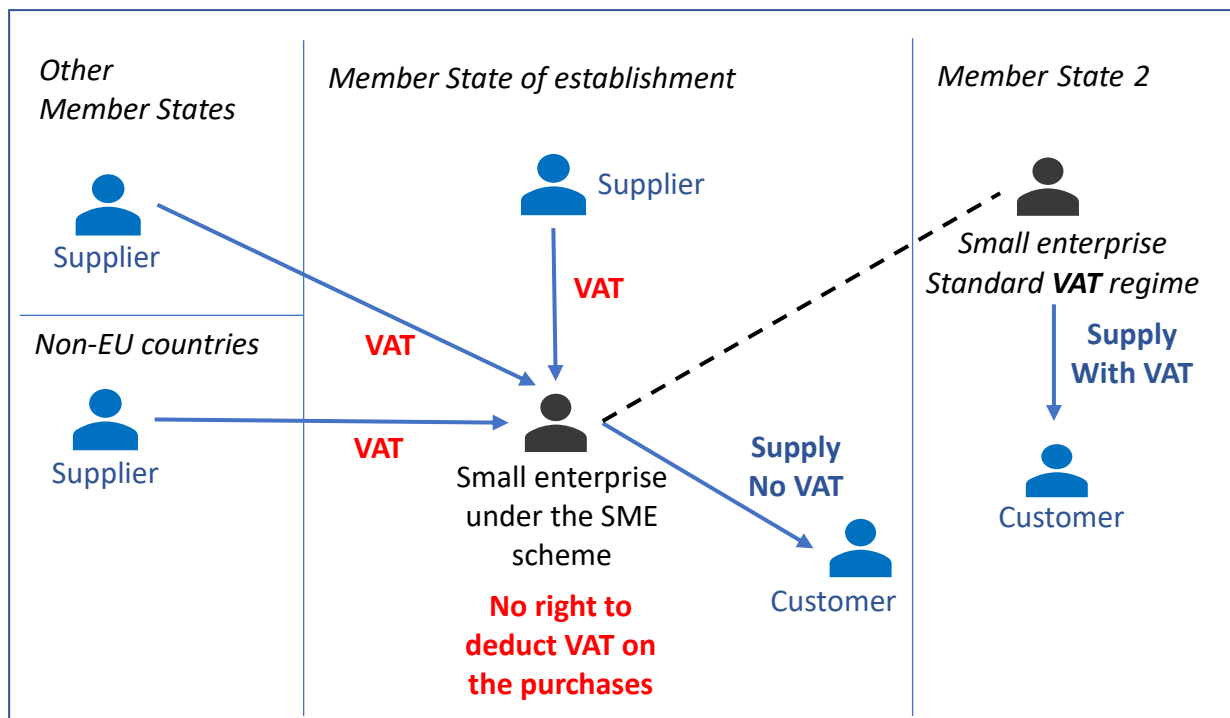 Other
Member States
Supplier
Non-EU countries
Supplier
Member State of establishment
Supplier
VAT
VAT
VAT
Small enterprise
under the SME
scheme
No right to
deduct VAT on
the purchases
Supply
No VAT
Customer
Member State 2
Small enterprise
Standard VAT regime
Supply
With VAT
Customer